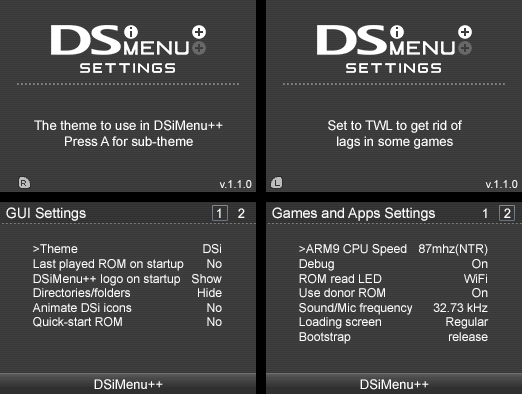 DSi MENU++
SETTINGS
The theme to use in DSiMenu++
Press A for sub-theme
R
v.1.1.0
GUI Settings 1 2
>Theme DSi
Last played ROM on startup No
DSiMenu++ logo on startup Show
Directories/folders Hide
Animate DSi icons No
Quick-start ROM No
DSiMenu++
DSi MENU++
SETTINGS
Set to TWL to get rid of
lags in some games
L
v.1.1.0
Games and Apps Settings 1 2
>ARM9 CPU Speed 87mhz(NTR)
Debug On
ROM read LED WiFi
Use donor ROM On
Sound/Mic frequency 32.73 kHz
Loading screen Regular
Bootstrap release
DSiMenu++